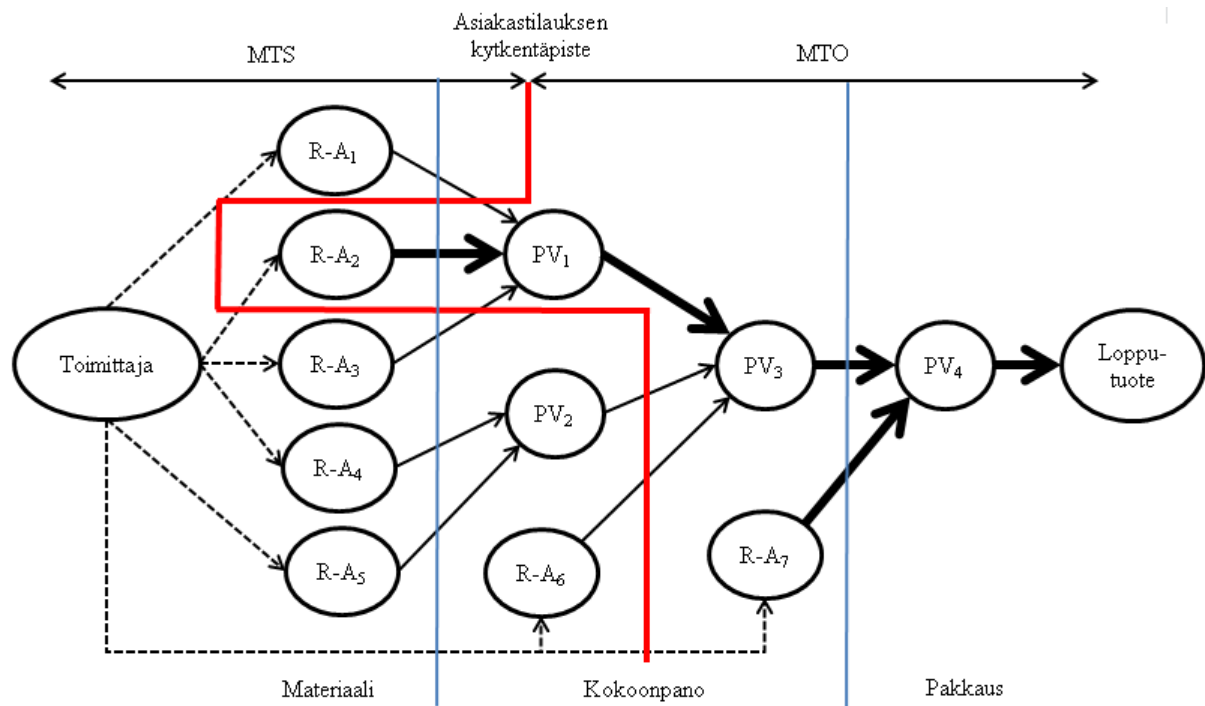 Asiakastilauksen
kytkentäpiste
MTS
MTO
R-A1
R-A2
PV1
R-A3
Toimittaja
PV3
PV4
Loppu-
tuote
PV2
R-A4
R-A5
R-A6
R-A7
Materiaali
Kokoonpano
Pakkaus